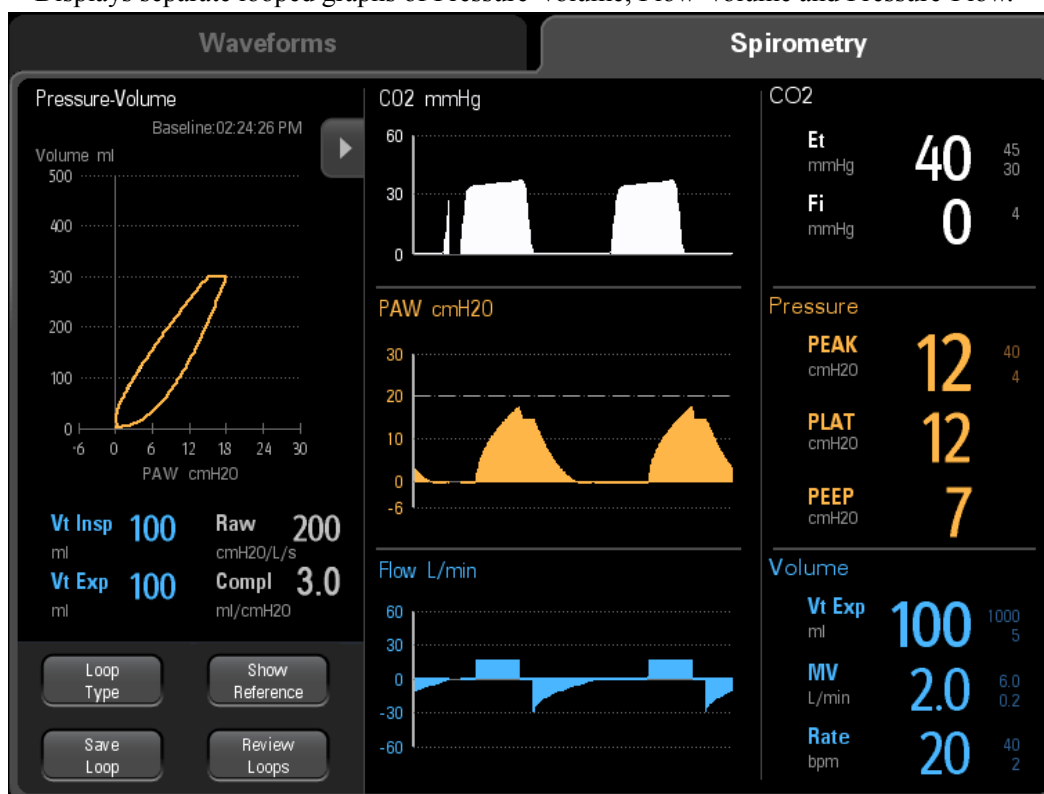 Displays separate looped graphs of Pressure-Volume, Flow-Volume and Pressure-Flow.
Waveforms
Spirometry
Pressure-Volume
Baseline:02:24:26 PM
Volume ml
500
400
300
200
100
0
-6 0 6 12 18 24 30
PAW cmH2O
Vt Insp 100 Raw 200
ml cmH2O/L/s
Vt Exp 100 Compl 3.0
ml ml/cmH2O
Loop
Type
Show
Reference
Save
Loop
Review
Loops
CO2 mmHg
60
30
0
PAW cmH2O
30
20
10
0
-6
Flow L/min
60
30
0
-30
-60
CO2
Et
mmHg
40
45
30
Fi
mmHg
0
4
Pressure
PEAK
cmH2O
12
40
4
PLAT
cmH2O
12
PEEP
cmH2O
7
Volume
Vt Exp
ml
100
1000
5
MV
L/min
2.0
6.0
0.2
Rate
bpm
20
40
2